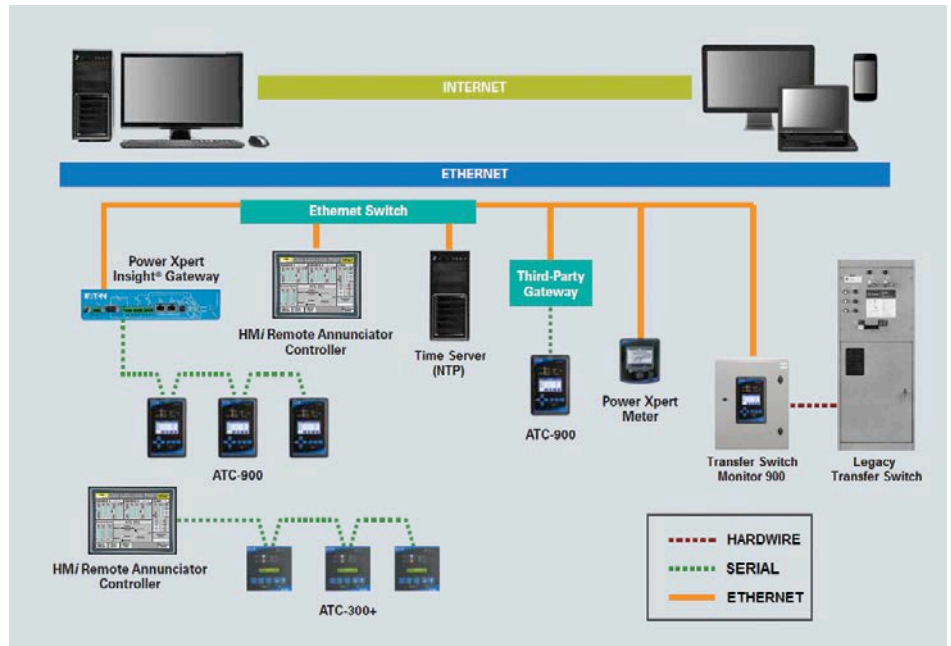 INTERNET
ETHERNET
Ethernet Switch
Power Xpert
Insight® Gateway
E·T·N
HMi Remote Annunciator
Controller
Time Server
(NTP)
Third-Party
Gateway
ATC-900
ATC-900
Power Xpert
Meter
Transfer Switch
Monitor 900
Legacy
Transfer Switch
HMi Remote Annunciator
Controller
ATC-300+
HARDWIRE
SERIAL
ETHERNET